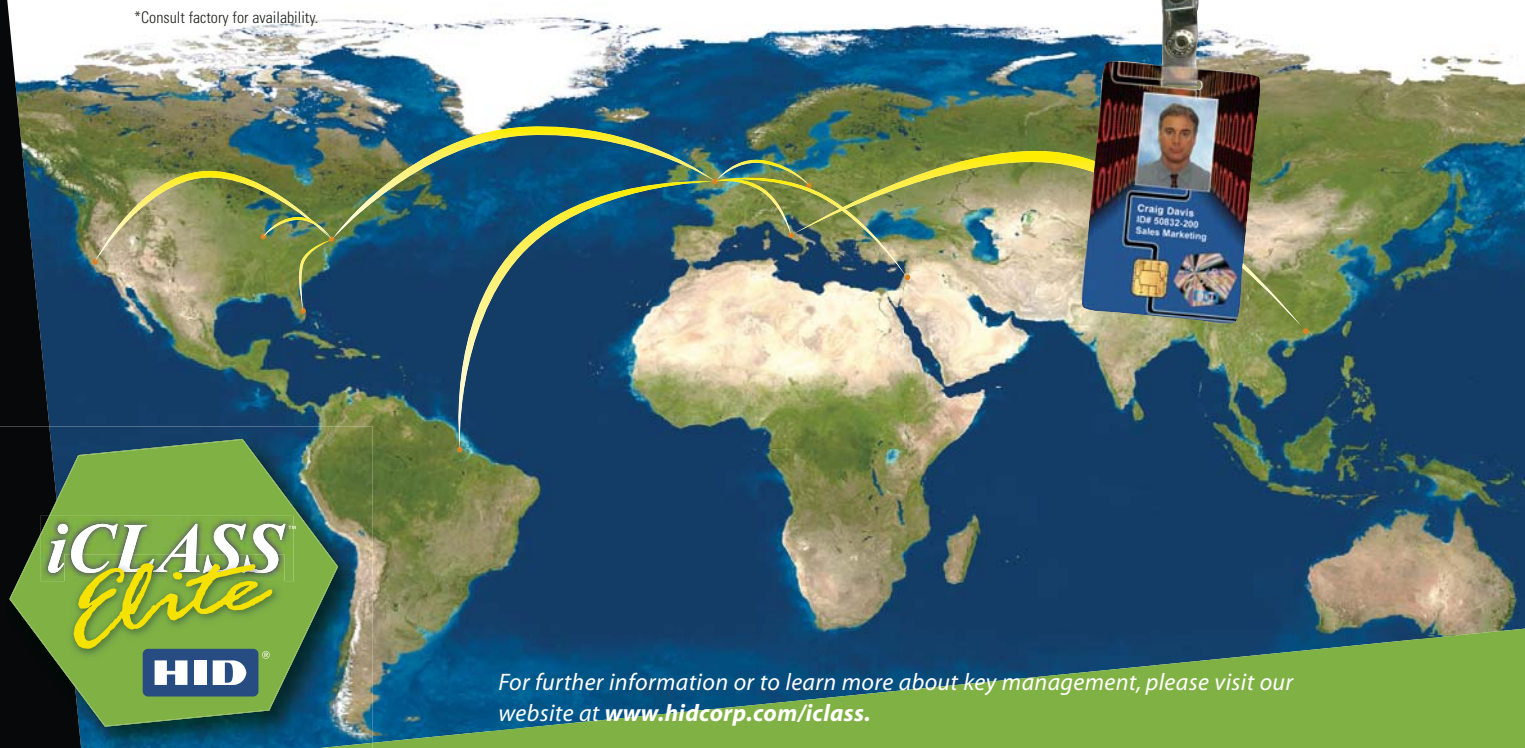 *Consult factory for availability.
Craig Davis
ID# 50832-200
Sales Marketing
iCLASS™
Elite
HID®
For further information or to learn more about key management, please visit our
website at www.hidcorp.com/iclass.